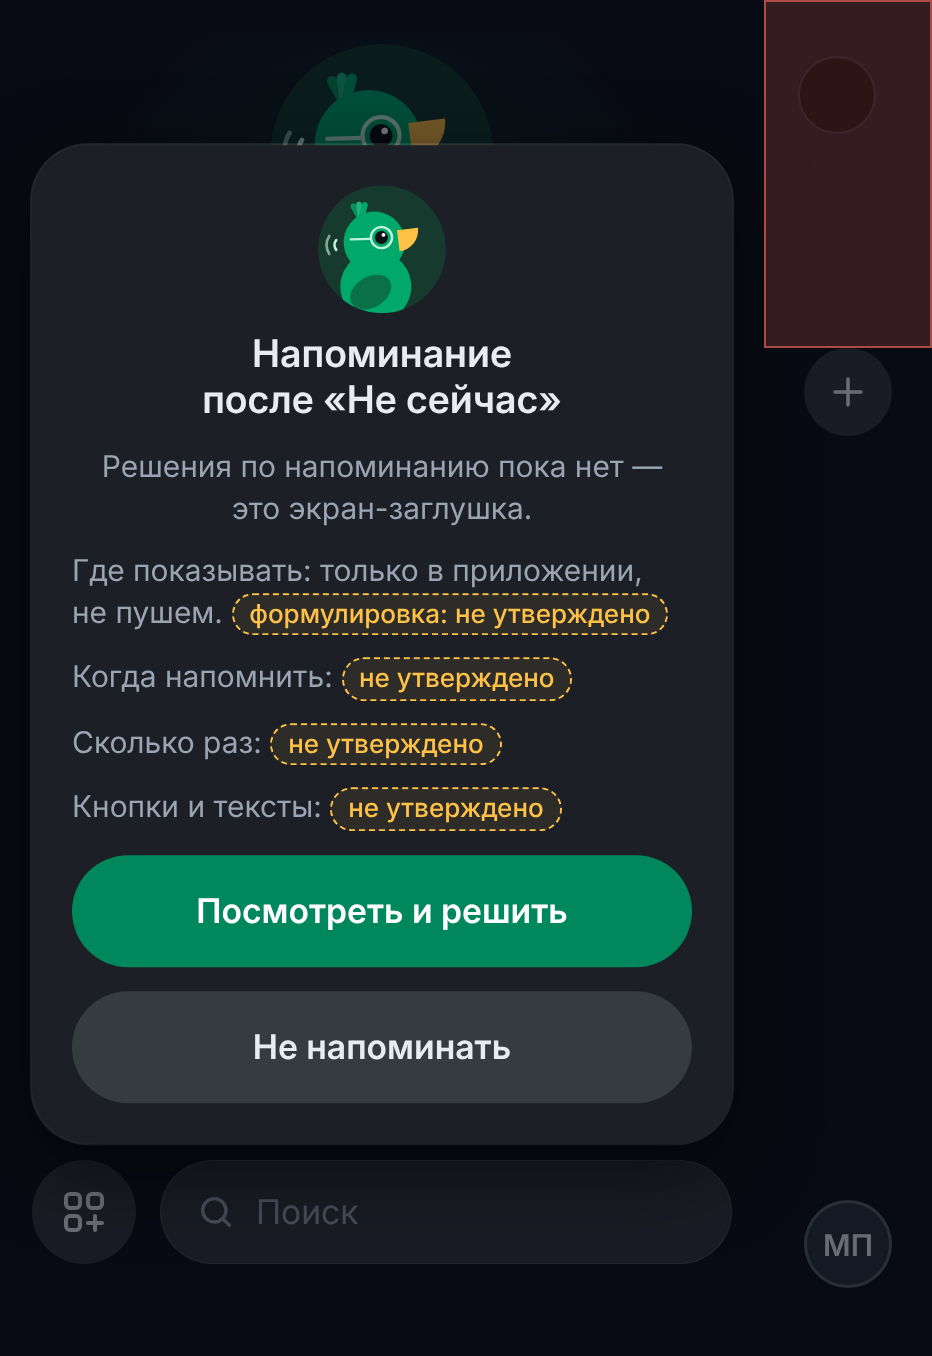 Напоминание
после «Не сейчас»
Решения по напоминанию пока нет —
это экран-заглушка.
Где показывать: только в приложении,
не пушем. формулировка: не утверждено
Когда напомнить: не утверждено
Сколько раз: не утверждено
Кнопки и тексты: не утверждено
Посмотреть и решить
Не напоминать
Поиск
МП